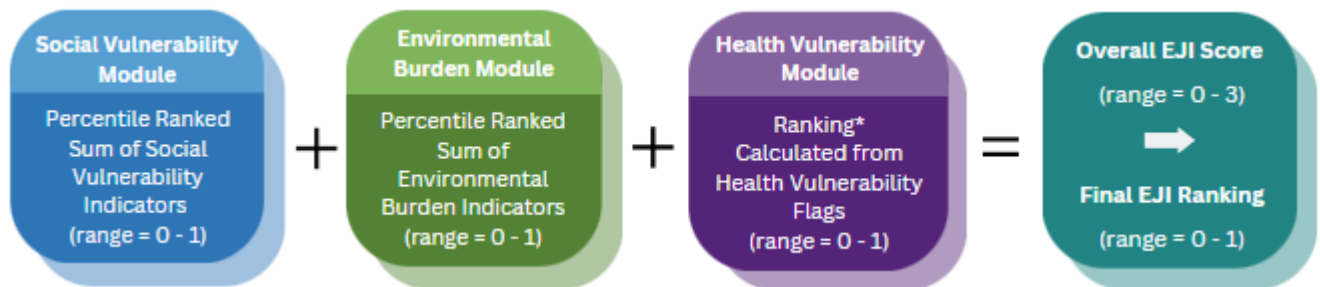 Social Vulnerability
Module
Percentile Ranked
Sum of Social
Vulnerability
Indicators
(range = 0 - 1)
+
Environmental
Burden Module
Percentile Ranked
Sum of
Environmental
Burden Indicators
(range = 0 - 1)
+
Health Vulnerability
Module
Ranking*
Calculated from
Health Vulnerability
Flags
(range = 0 - 1)
=
Overall EJI Score
(range = 0 - 3)
Final EJI Ranking
(range = 0 - 1)